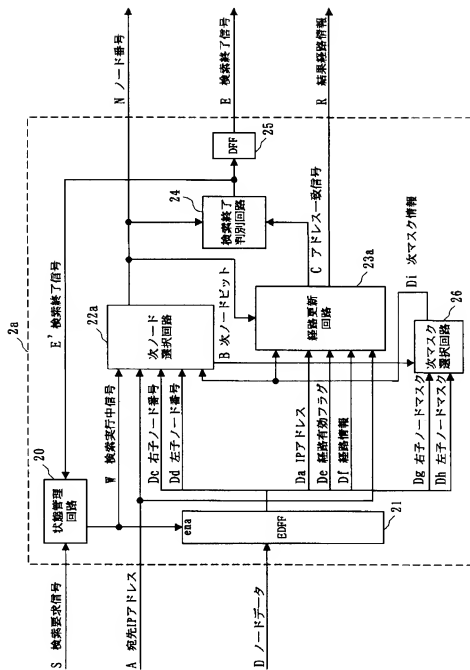 2a
S 検索要求信号
20
状態管理
回路
E' 検索終了信号
A 宛先IPアドレス
D ノードデータ
ena
EDFF
21
W 検索実行中信号
Dc 右子ノード番号
Dd 左子ノード番号
Da IPアドレス
De 経路有効フラグ
Df 経路情報
Dg 右子ノードマスク
Dh 左子ノードマスク
22a
次ノード
選択回路
B 次ノードビット
23a
経路更新
回路
24
検索終了
判別回路
C アドレス一致信号
25
DFF
26
次マスク
選択回路
Di 次マスク情報
N ノード番号
E 検索終了信号
R 結果経路情報